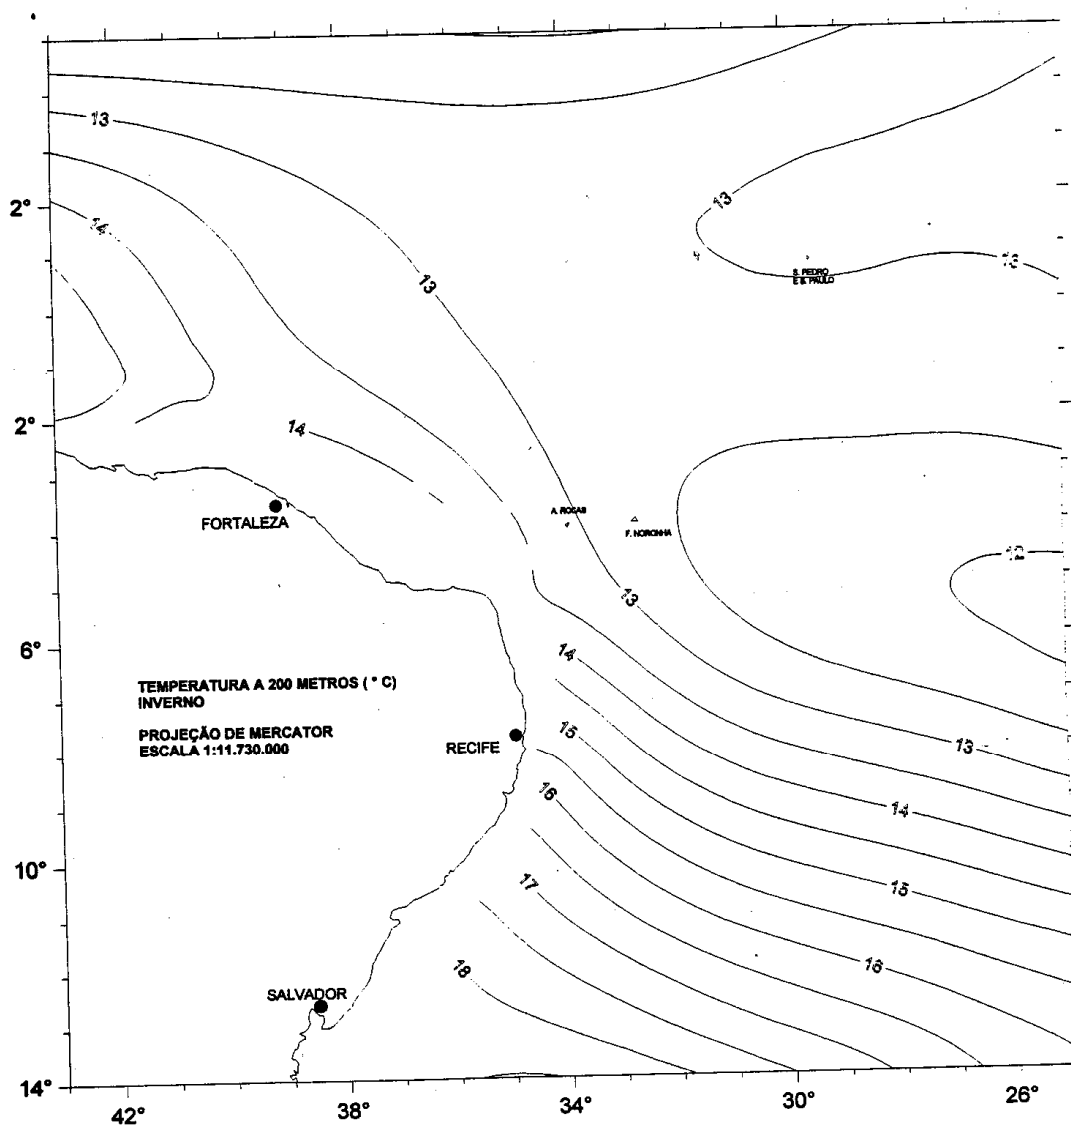 13
13
2°
14
13
13
S. PEDRO
E S. PAULO
2°
14
A. ROCAS
FORTALEZA
F. NORONHA
12
13
6°
14
TEMPERATURA A 200 METROS ( ° C)
INVERNO
15
PROJEÇÃO DE MERCATOR
RECIFE
13
ESCALA 1:11.730.000
16
14
10°
17
15
18
16
SALVADOR
14°
42°
38°
34°
30°
26°